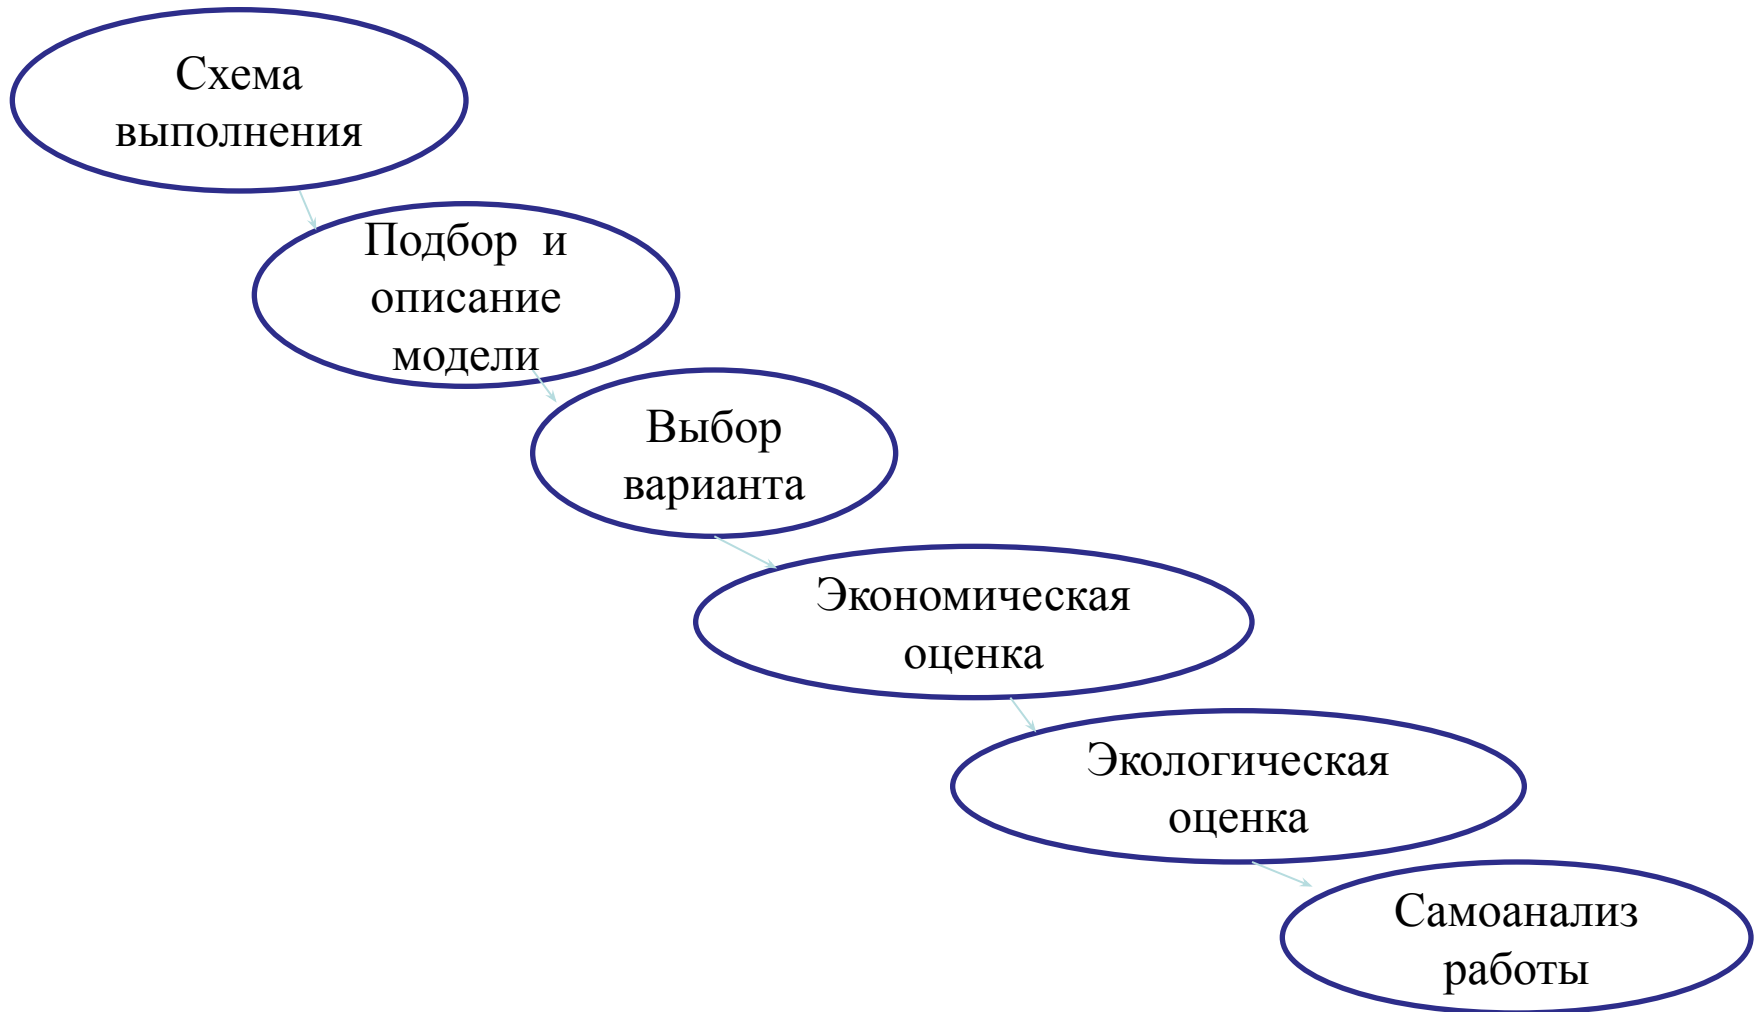 Схема
выполнения
Подбор и
описание
модели
Выбор
варианта
Экономическая
оценка
Экологическая
оценка
Самоанализ
работы